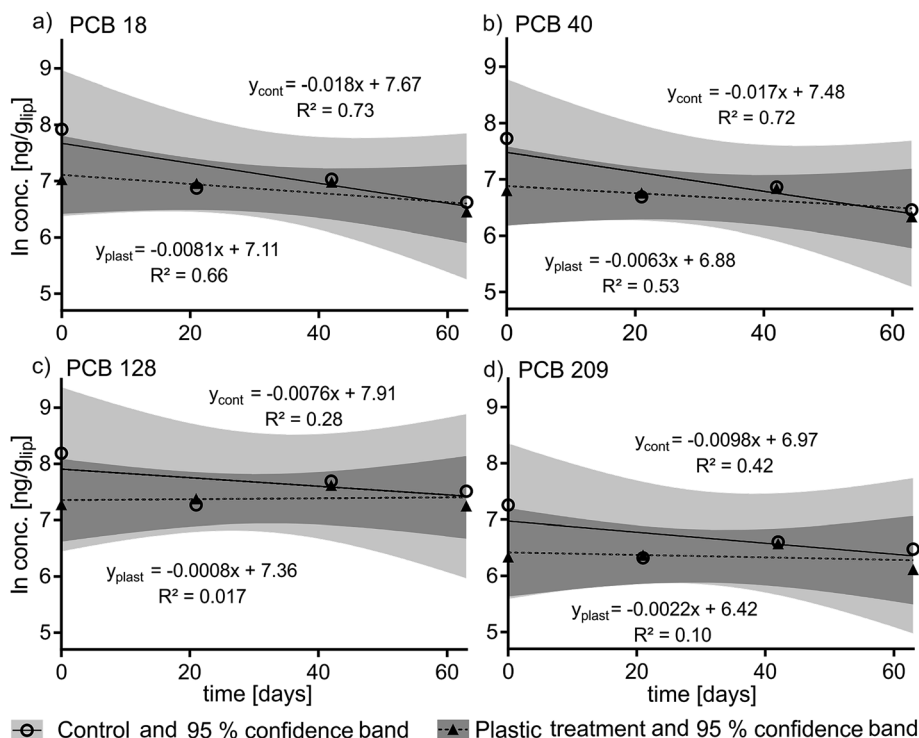 a) PCB 18
b) PCB 40
9
8
7
6
5
ln conc. [ng/g_lip]
y_cont= -0.018x + 7.67
R² = 0.73
y_plast= -0.0081x + 7.11
R² = 0.66
0 20 40 60
9
8
7
6
5
y_cont= -0.017x + 7.48
R² = 0.72
y_plast= -0.0063x + 6.88
R² = 0.53
0 20 40 60
c) PCB 128
d) PCB 209
9
8
7
6
5
ln conc. [ng/g_lip]
y_cont= -0.0076x + 7.91
R² = 0.28
y_plast= -0.0008x + 7.36
R² = 0.017
0 20 40 60
time [days]
9
8
7
6
5
y_cont= -0.0098x + 6.97
R² = 0.42
y_plast= -0.0022x + 6.42
R² = 0.10
0 20 40 60
time [days]
Control and 95 % confidence band
Plastic treatment and 95 % confidence band